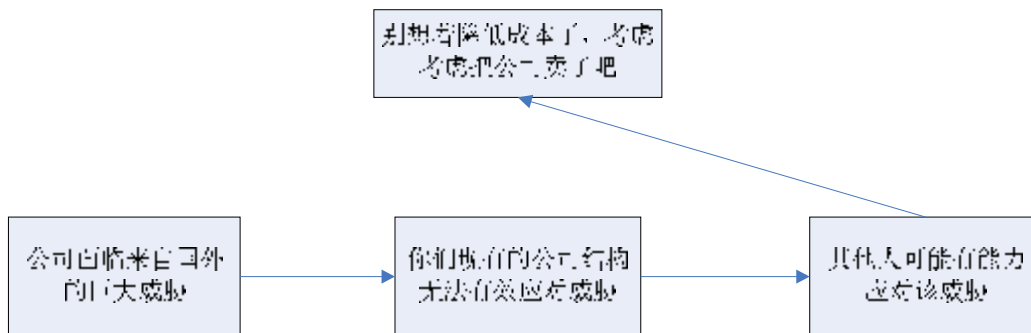 别想着降低成本了，考虑
考虑把公司卖了吧
公司面临来自国外
的巨大威胁
你们现在的公司结构
无法有效应对威胁
其他人可能有能力
应对该威胁